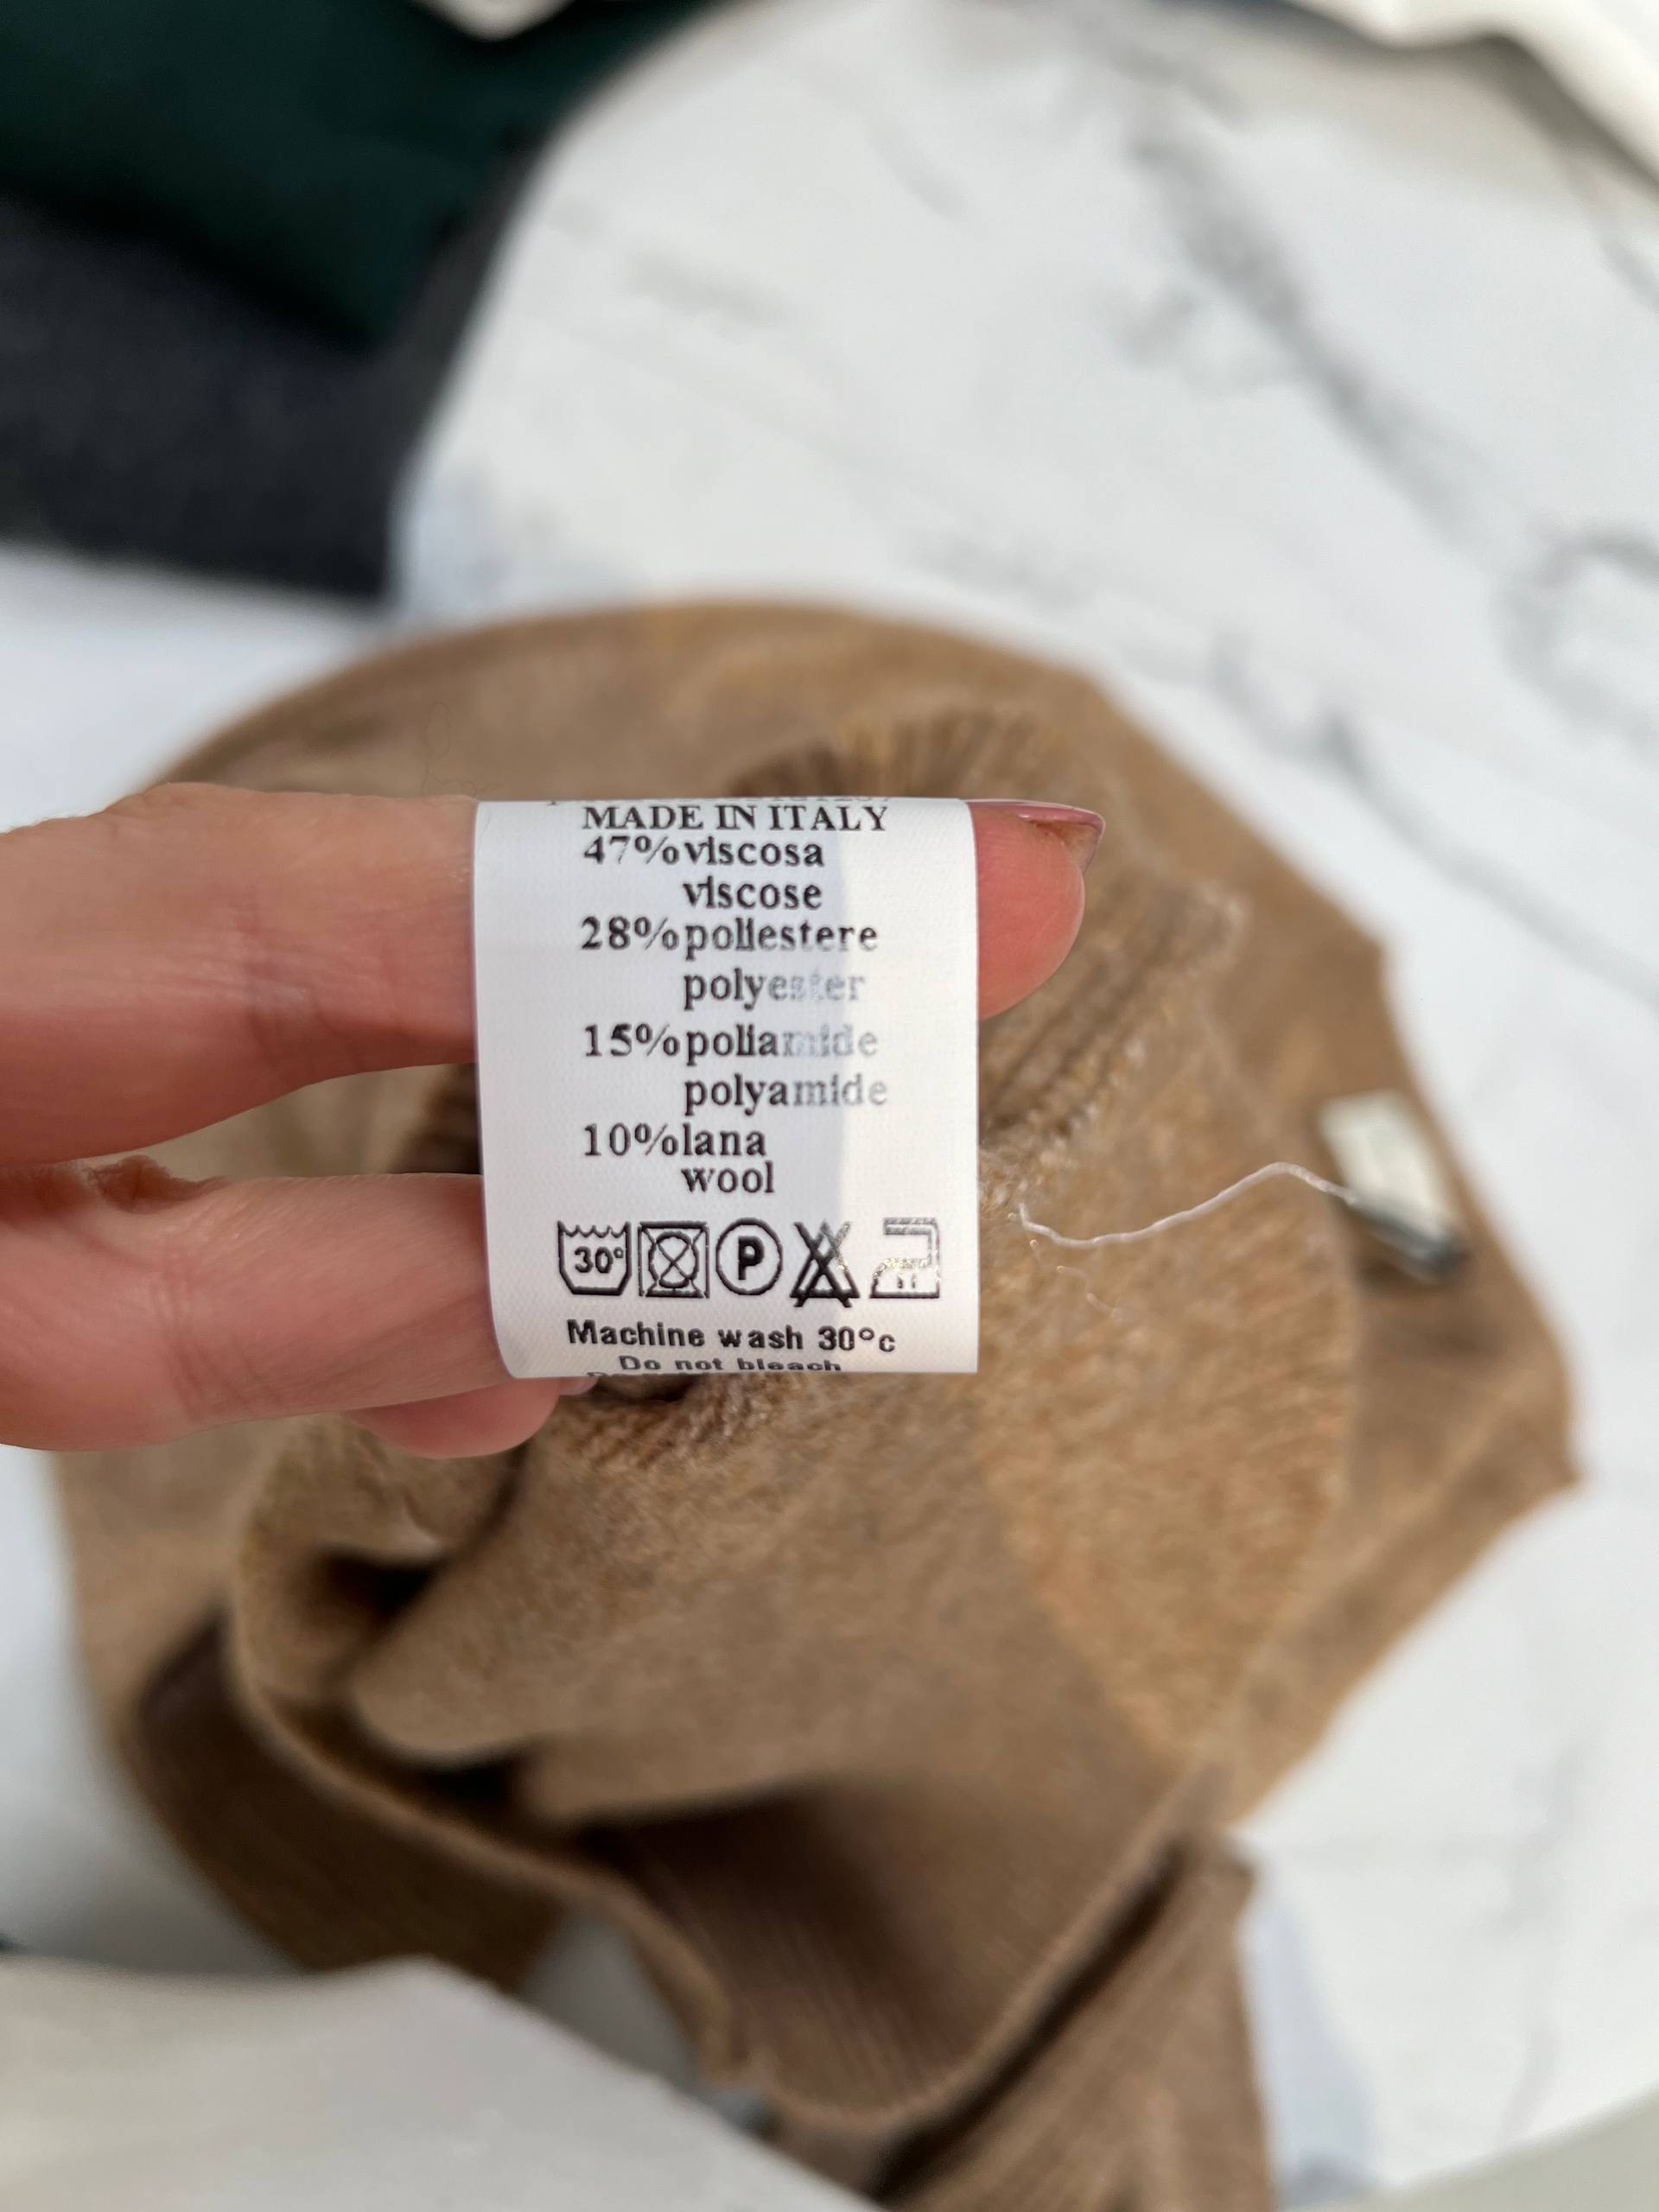 MADE IN ITALY
47% viscosa
viscose
28% poliestere
polyester
15% poliamide
polyamide
10% lana
wool
30° P
Machine wash 30°c
Do not bleach